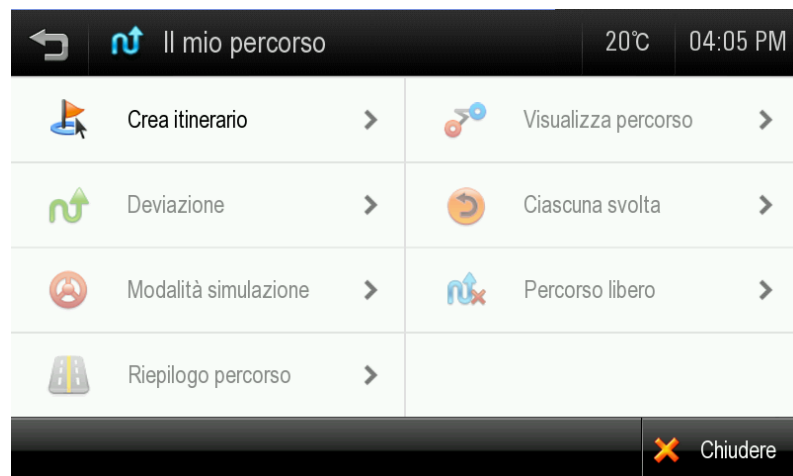 Il mio percorso
20℃
04:05 PM
Crea itinerario
Visualizza percorso
Deviazione
Ciascuna svolta
Modalità simulazione
Percorso libero
Riepilogo percorso
Chiudere